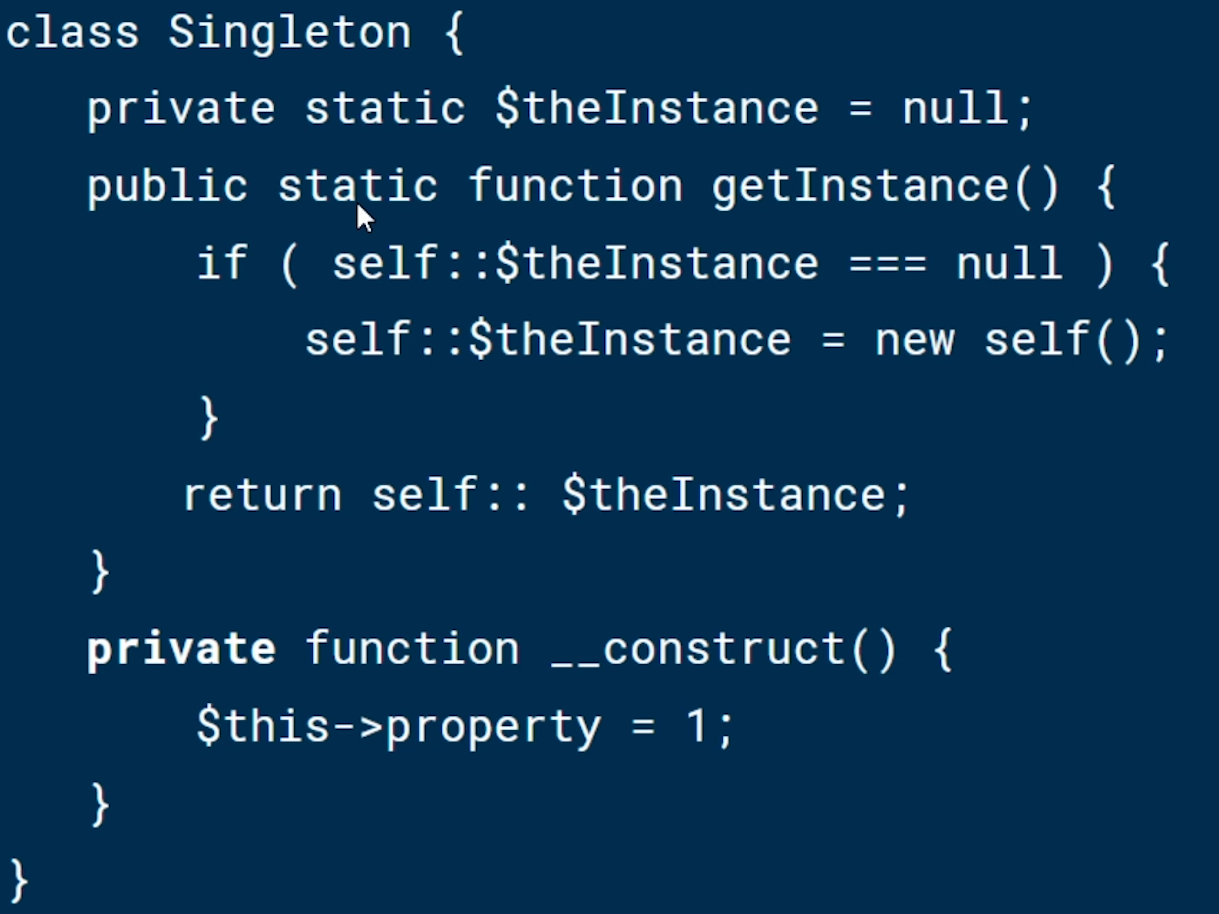 class Singleton {
private static $theInstance = null;
public static function getInstance() {
if ( self::$theInstance === null ) {
self::$theInstance = new self();
}
return self:: $theInstance;
}
private function __construct() {
$this->property = 1;
}
}